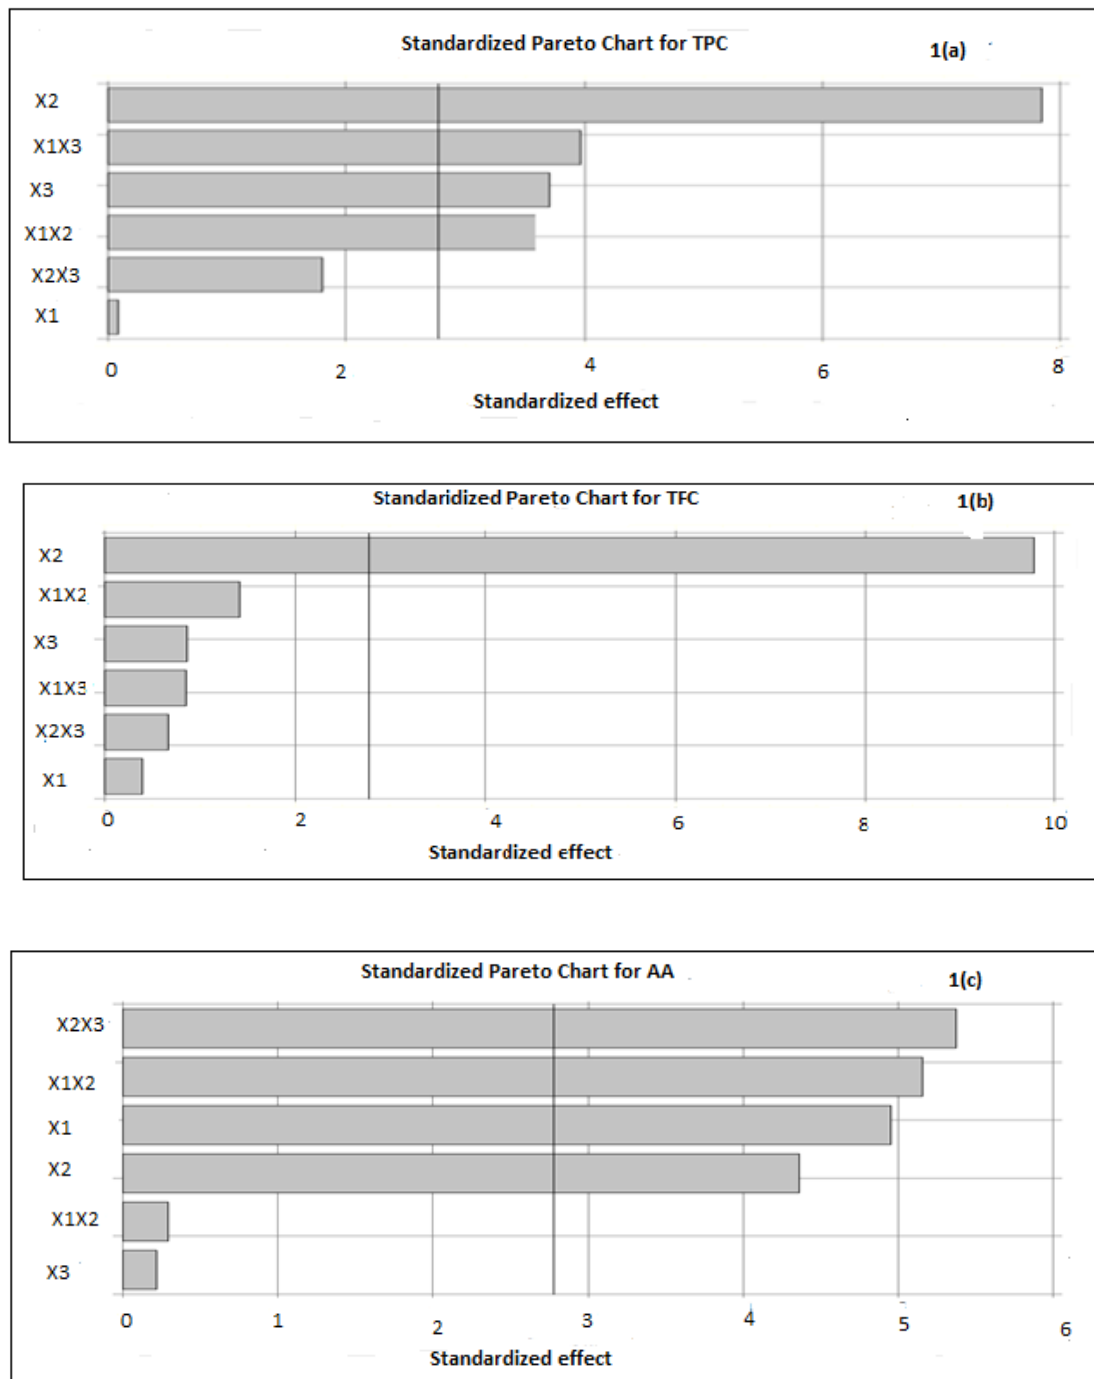 Standardized Pareto Chart for TPC
1(a)
X2
X1X3
X3
X1X2
X2X3
X1
0 2 4 6 8
Standardized effect
Standaridized Pareto Chart for TFC
1(b)
X2
X1X2
X3
X1X3
X2X3
X1
0 2 4 6 8 10
Standardized effect
Standardized Pareto Chart for AA
1(c)
X2X3
X1X2
X1
X2
X1X2
X3
0 1 2 3 4 5 6
Standardized effect